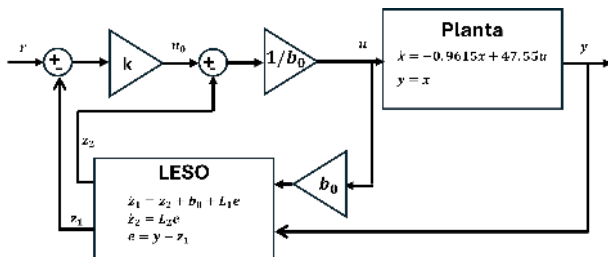 Planta
ẋ = −0.9615x + 47.55u
y = x
r
+
−
k
u₀
+
−
1/b₀
u
y
z₂
b₀
LESO
ż₁ = z₂ + b₀ + L₁e
ż₂ = L₂e
e = y − z₁
z₁